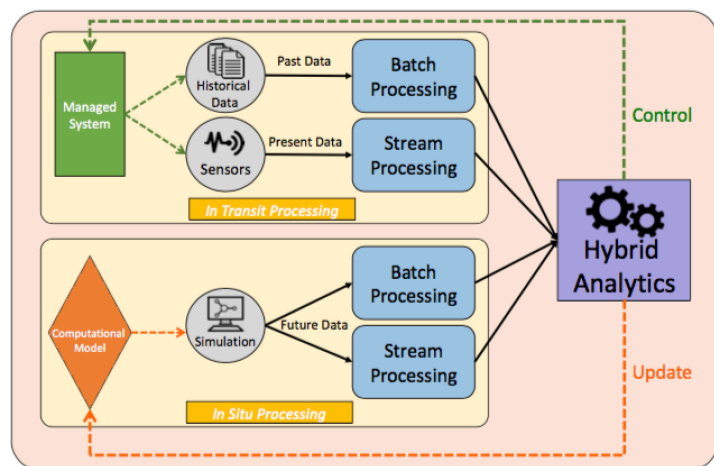 Managed
System
Historical
Data
Past Data
Batch
Processing
Sensors
Present Data
Stream
Processing
In Transit Processing
Control
Hybrid
Analytics
Computational
Model
Simulation
Future Data
Batch
Processing
Stream
Processing
In Situ Processing
Update